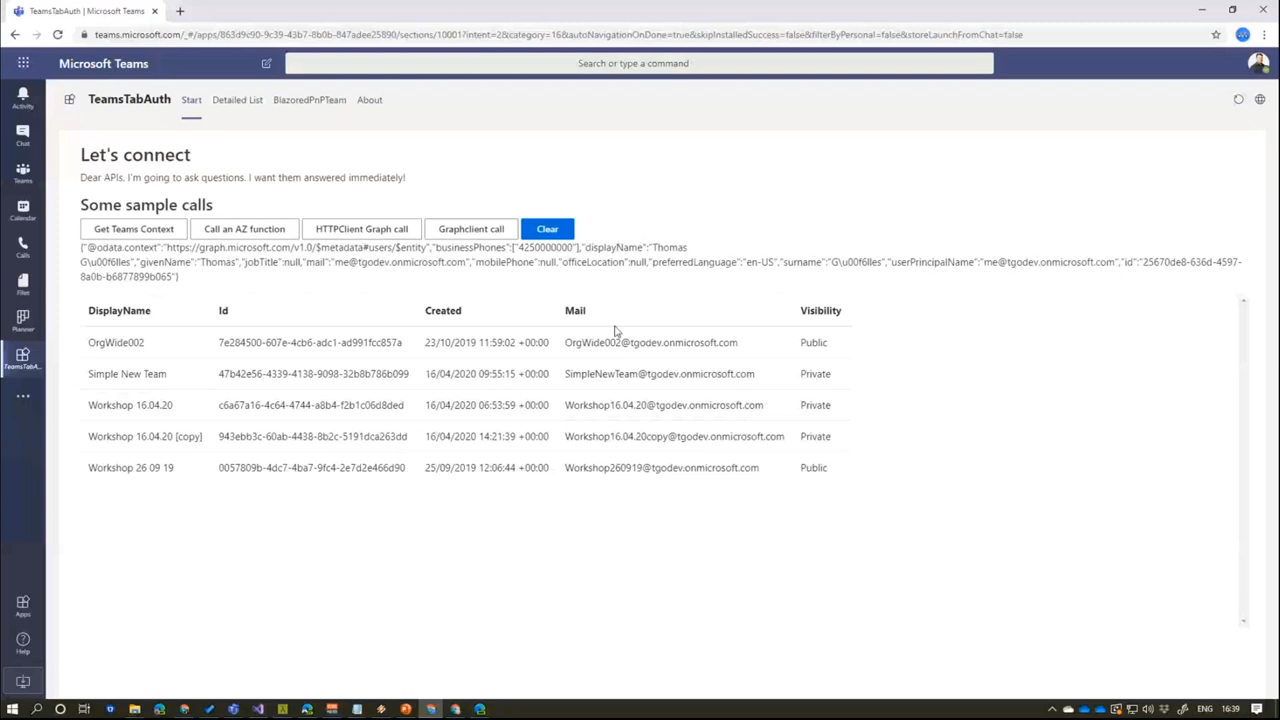 TeamsTabAuth | Microsoft Teams
teams.microsoft.com/_#/apps/863d9c90-9c39-43b7-8b0b-847adee25890/sections/10001?intent=2&category=16&autoNavigationOnDone=true&skipInstalledSuccess=false&filterByPersonal=false&storeLaunchFromChat=false
Microsoft Teams
Search or type a command
Activity
Chat
Teams
Calendar
Calls
Files
Planner
TeamsTabA...
Apps
Help
TeamsTabAuth Start Detailed List BlazoredPnPTeam About
Let's connect
Dear APIs, I'm going to ask questions. I want them answered immediately!
Some sample calls
Get Teams Context Call an AZ function HTTPClient Graph call Graphclient call Clear
{"@odata.context":"https://graph.microsoft.com/v1.0/$metadata#users/$entity","businessPhones":["4250000000"],"displayName":"Thomas
G\u00f6lles","givenName":"Thomas","jobTitle":null,"mail":"me@tgodev.onmicrosoft.com","mobilePhone":null,"officeLocation":null,"preferredLanguage":"en-US","surname":"G\u00f6lles","userPrincipalName":"me@tgodev.onmicrosoft.com","id":"25670de8-636d-4597-
8a0b-b6877899b065"}
DisplayName Id Created Mail Visibility
OrgWide002 7e284500-607e-4cb6-adc1-ad991fcc857a 23/10/2019 11:59:02 +00:00 OrgWide002@tgodev.onmicrosoft.com Public
Simple New Team 47b42e56-4339-4138-9098-32b8b786b099 16/04/2020 09:55:15 +00:00 SimpleNewTeam@tgodev.onmicrosoft.com Private
Workshop 16.04.20 c6a67a16-4c64-4744-a8b4-f2b1c06d8ded 16/04/2020 06:53:59 +00:00 Workshop16.04.20@tgodev.onmicrosoft.com Private
Workshop 16.04.20 [copy] 943ebb3c-60ab-4438-8b2c-5191dca263dd 16/04/2020 14:21:39 +00:00 Workshop16.04.20copy@tgodev.onmicrosoft.com Private
Workshop 26 09 19 0057809b-4dc7-4ba7-9fc4-2e7d2e466d90 25/09/2019 12:06:44 +00:00 Workshop260919@tgodev.onmicrosoft.com Public
ENG 16:39